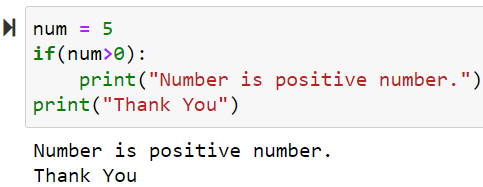 num = 5
if(num>0):
    print("Number is positive number.")
print("Thank You")
Number is positive number.
Thank You